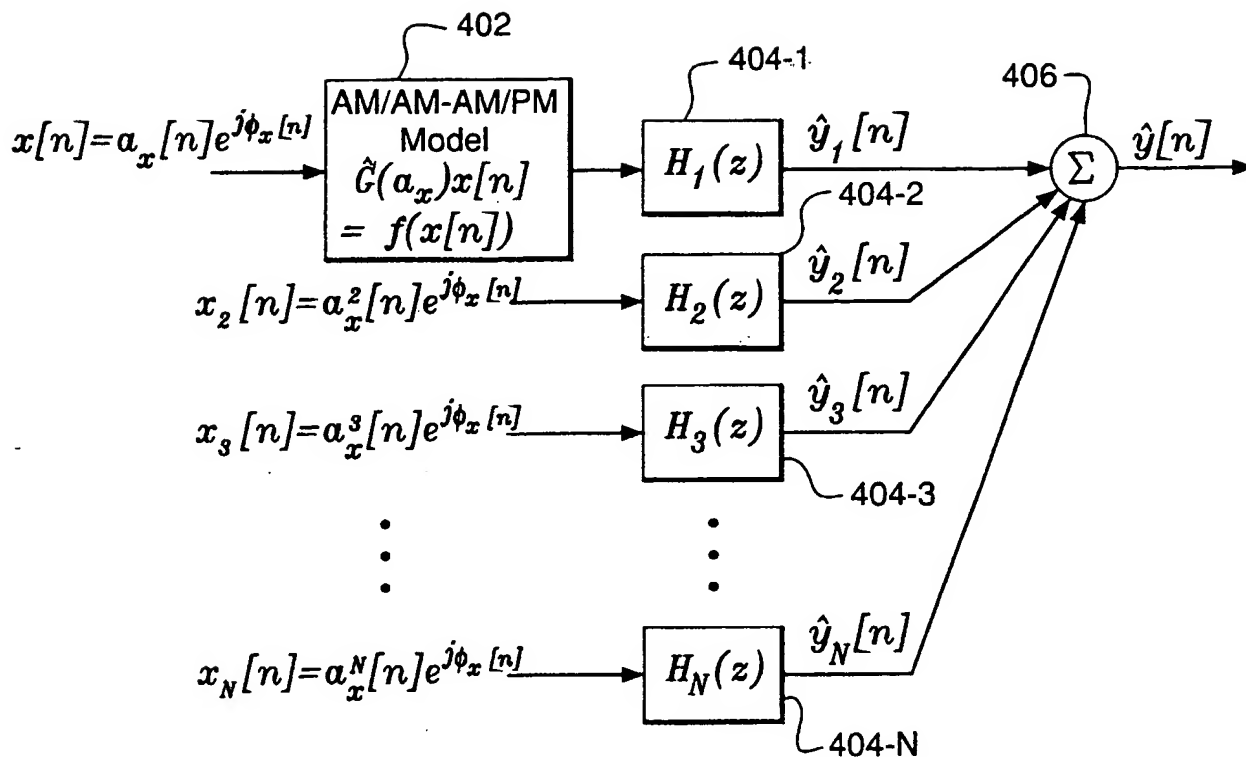 402
404-1
406
AM/AM-AM/PM
Model
G̃(a_x)x[n]
= f(x[n])
x[n]=a_x[n]e^{jϕ_x[n]}
H_1(z)
ŷ_1[n]
Σ
ŷ[n]
404-2
x_2[n]=a_x^2[n]e^{jϕ_x[n]}
H_2(z)
ŷ_2[n]
x_3[n]=a_x^3[n]e^{jϕ_x[n]}
H_3(z)
ŷ_3[n]
404-3
x_N[n]=a_x^N[n]e^{jϕ_x[n]}
H_N(z)
ŷ_N[n]
404-N